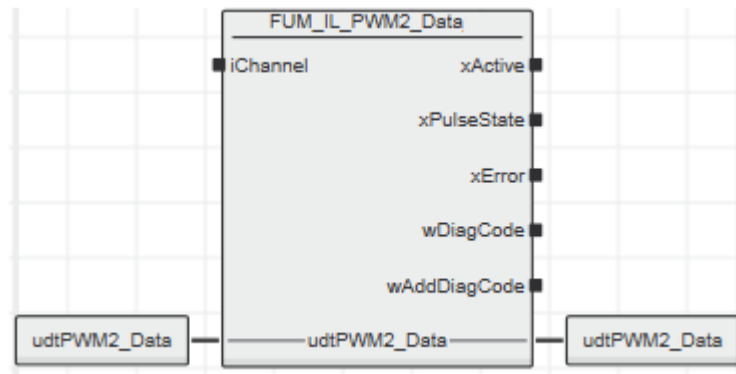 FUM_IL_PWM2_Data
iChannel xActive
xPulseState
xError
wDiagCode
wAddDiagCode
udtPWM2_Data udtPWM2_Data udtPWM2_Data